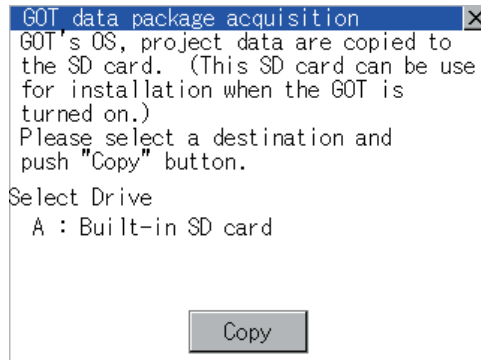 GOT data package acquisition ×
GOT's OS, project data are copied to
the SD card. (This SD card can be use
for installation when the GOT is
turned on.)
Please select a destination and
push "Copy" button.
Select Drive
A : Built-in SD card
Copy